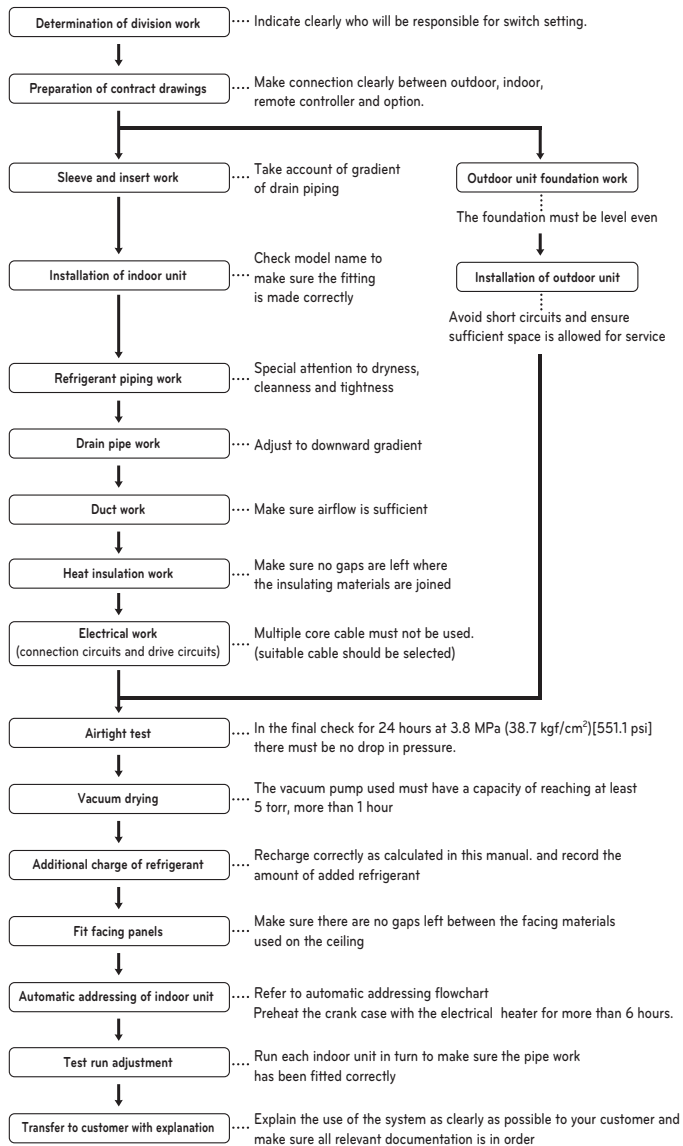 Determination of division work
Indicate clearly who will be responsible for switch setting.
Preparation of contract drawings
Make connection clearly between outdoor, indoor,
remote controller and option.
Sleeve and insert work
Take account of gradient
of drain piping
Outdoor unit foundation work
The foundation must be level even
Installation of indoor unit
Check model name to
make sure the fitting
is made correctly
Installation of outdoor unit
Avoid short circuits and ensure
sufficient space is allowed for service
Refrigerant piping work
Special attention to dryness,
cleanness and tightness
Drain pipe work
Adjust to downward gradient
Duct work
Make sure airflow is sufficient
Heat insulation work
Make sure no gaps are left where
the insulating materials are joined
Electrical work
(connection circuits and drive circuits)
Multiple core cable must not be used.
(suitable cable should be selected)
Airtight test
In the final check for 24 hours at 3.8 MPa (38.7 kgf/cm²)[551.1 psi]
there must be no drop in pressure.
Vacuum drying
The vacuum pump used must have a capacity of reaching at least
5 torr, more than 1 hour
Additional charge of refrigerant
Recharge correctly as calculated in this manual. and record the
amount of added refrigerant
Fit facing panels
Make sure there are no gaps left between the facing materials
used on the ceiling
Automatic addressing of indoor unit
Refer to automatic addressing flowchart
Preheat the crank case with the electrical heater for more than 6 hours.
Test run adjustment
Run each indoor unit in turn to make sure the pipe work
has been fitted correctly
Transfer to customer with explanation
Explain the use of the system as clearly as possible to your customer and
make sure all relevant documentation is in order